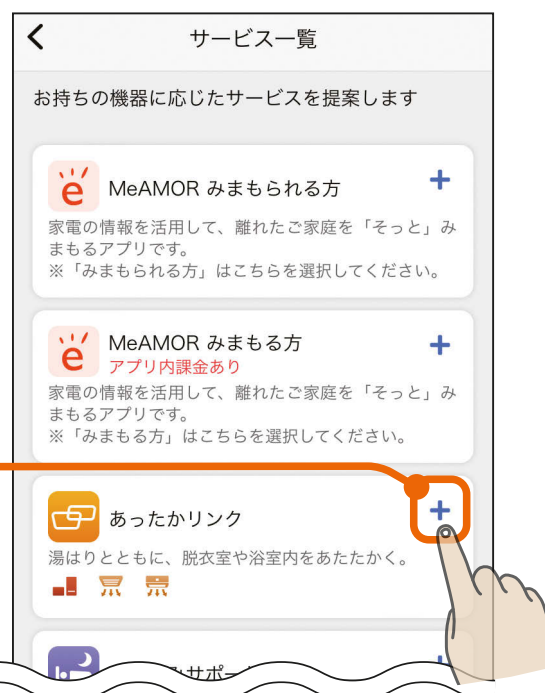 サービス一覧
お持ちの機器に応じたサービスを提案します
MeAMOR みまもられる方
家電の情報を活用して、離れたご家庭を「そっと」み
まもるアプリです。
※「みまもられる方」はこちらを選択してください。
MeAMOR みまもる方
アプリ内課金あり
家電の情報を活用して、離れたご家庭を「そっと」み
まもるアプリです。
※「みまもる方」はこちらを選択してください。
あったかリンク
湯はりとともに、脱衣室や浴室内をあたたかく。